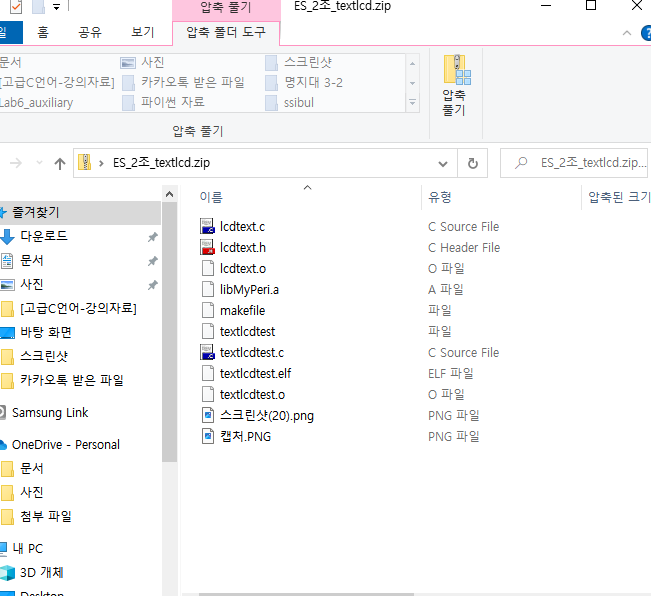 압축 풀기
ES_2조_textlcd.zip
홈
공유
보기
압축 폴더 도구
문서
사진
스크린샷
[고급C언어-강의자료]
카카오톡 받은 파일
명지대 3-2
Lab6_auxiliary
파이썬 자료
ssibul
압축
풀기
압축 풀기
ES_2조_textlcd.zip
ES_2조_textlcd.zip...
이름
유형
압축된 크기
즐겨찾기
lcdtext.c
C Source File
다운로드
lcdtext.h
C Header File
문서
lcdtext.o
O 파일
사진
libMyPeri.a
A 파일
[고급C언어-강의자료]
makefile
파일
바탕 화면
textlcdtest
파일
스크린샷
textlcdtest.c
C Source File
카카오톡 받은 파일
textlcdtest.elf
ELF 파일
textlcdtest.o
O 파일
Samsung Link
스크린샷(20).png
PNG 파일
캡처.PNG
PNG 파일
OneDrive - Personal
문서
사진
첨부 파일
내 PC
3D 개체
Desktop